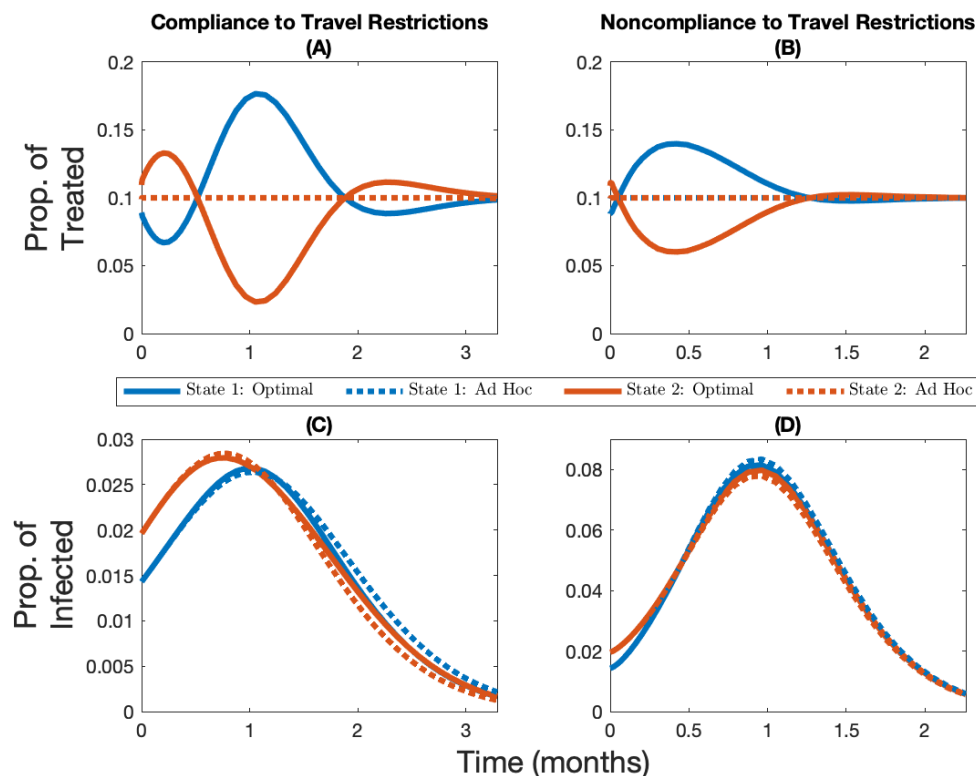 Compliance to Travel Restrictions
(A)
Noncompliance to Travel Restrictions
(B)
Prop. of
Treated
0.2
0.15
0.1
0.05
0
0
1
2
3
0.2
0.15
0.1
0.05
0
0
0.5
1
1.5
2
State 1: Optimal
State 1: Ad Hoc
State 2: Optimal
State 2: Ad Hoc
(C)
(D)
Prop. of
Infected
0.03
0.025
0.02
0.015
0.01
0.005
0
0
1
2
3
0.08
0.06
0.04
0.02
0
0
0.5
1
1.5
2
Time (months)